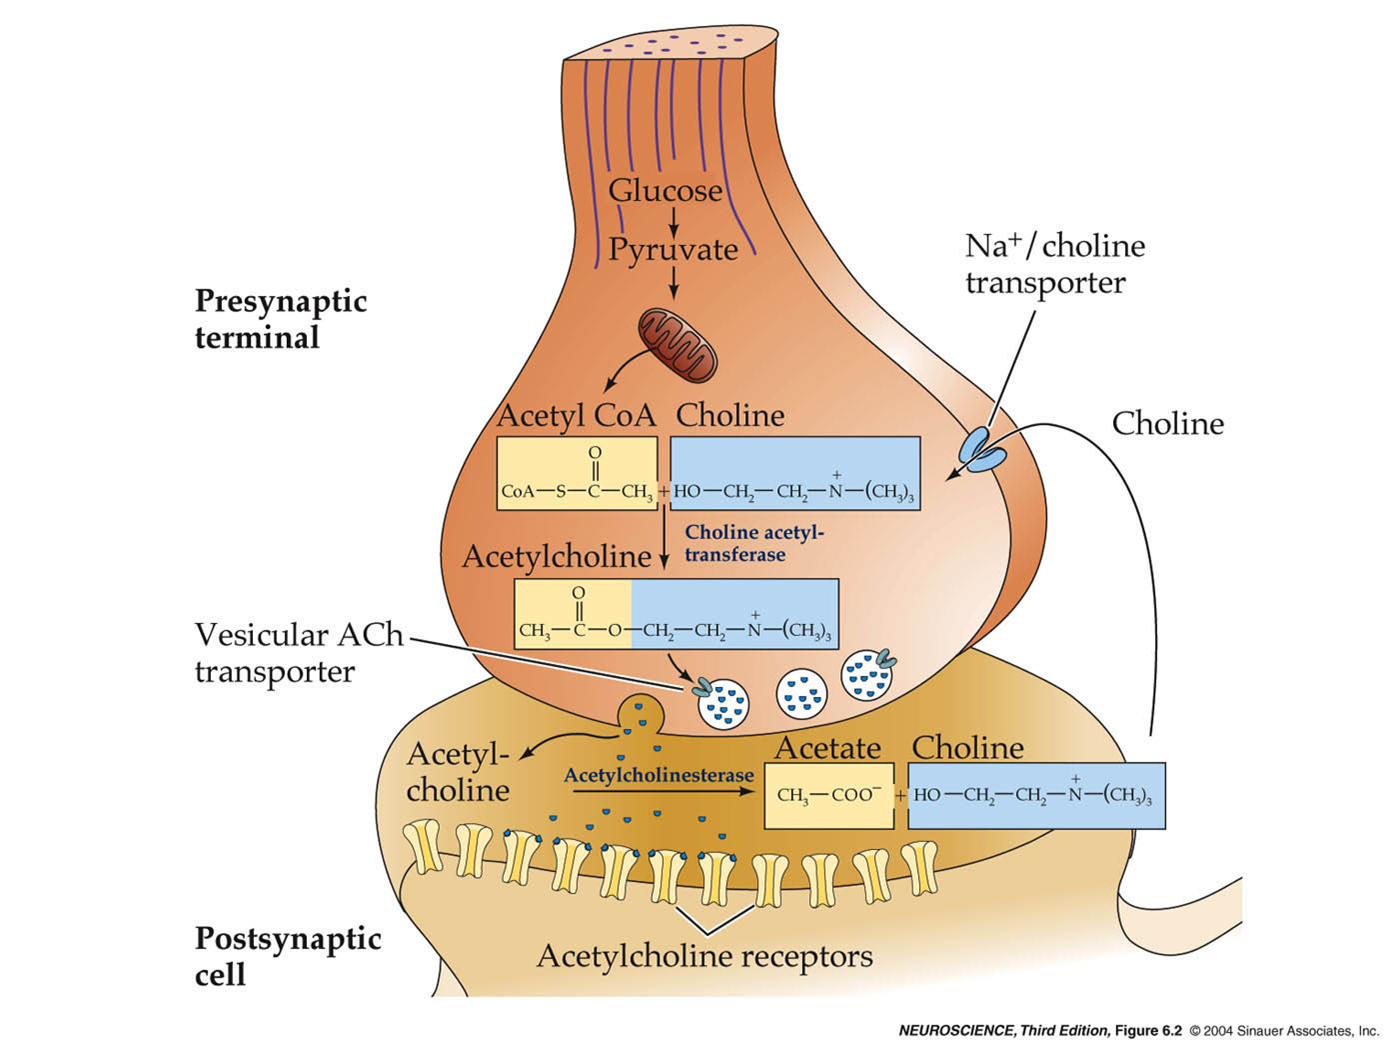 Glucose
Pyruvate
Na+/choline
transporter
Presynaptic
terminal
Acetyl CoA
Choline
Choline
O
CoA—S—C—CH3
+
HO—CH2—CH2—N+—(CH3)3
Choline acetyl-
transferase
Acetylcholine
O
CH3—C—O—CH2—CH2—N+—(CH3)3
Vesicular ACh
transporter
Acetyl-
choline
Acetylcholinesterase
Acetate
Choline
CH3—COO−
+
HO—CH2—CH2—N+—(CH3)3
Acetylcholine receptors
Postsynaptic
cell
NEUROSCIENCE, Third Edition, Figure 6.2 © 2004 Sinauer Associates, Inc.